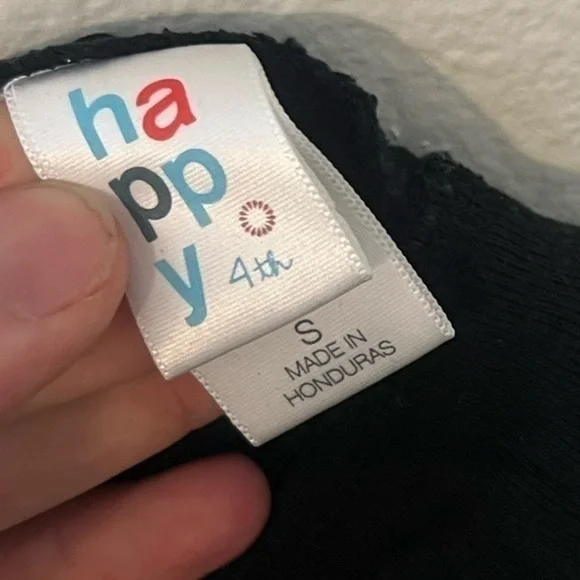 ha
pp
y 4th
S
MADE IN
HONDURAS